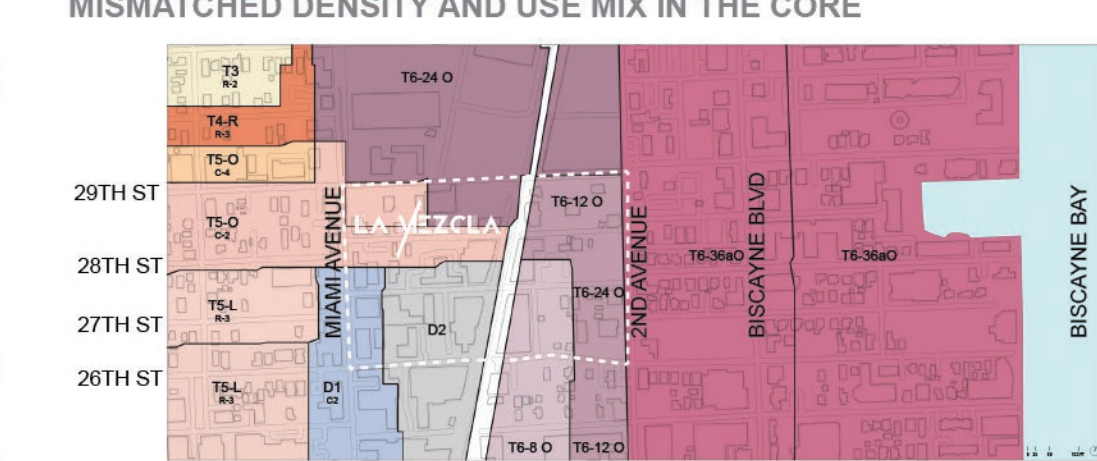 MISMATCHED DENSITY AND USE MIX IN THE CORE
T3
R-2
T4-R
R-3
T5-O
C-4
T6-24 O
29TH ST
28TH ST
27TH ST
26TH ST
T5-O
C-2
T5-L
R-3
T5-L
R-3
MIAMI AVENUE
LA VEZCLA
D1
C2
D2
T6-12 O
T6-24 O
T6-8 O
T6-12 O
2ND AVENUE
T6-36aO
BISCAYNE BLVD
T6-36aO
BISCAYNE BAY